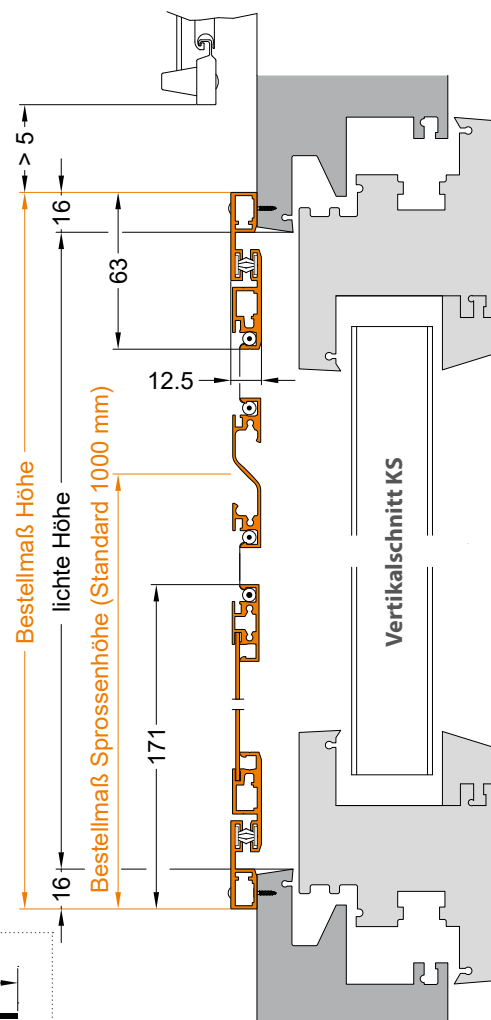 > 5
16
63
12.5
Bestellmaß Höhe
lichte Höhe
Bestellmaß Sprossenhöhe (Standard 1000 mm)
Vertikalschnitt KS
171
16